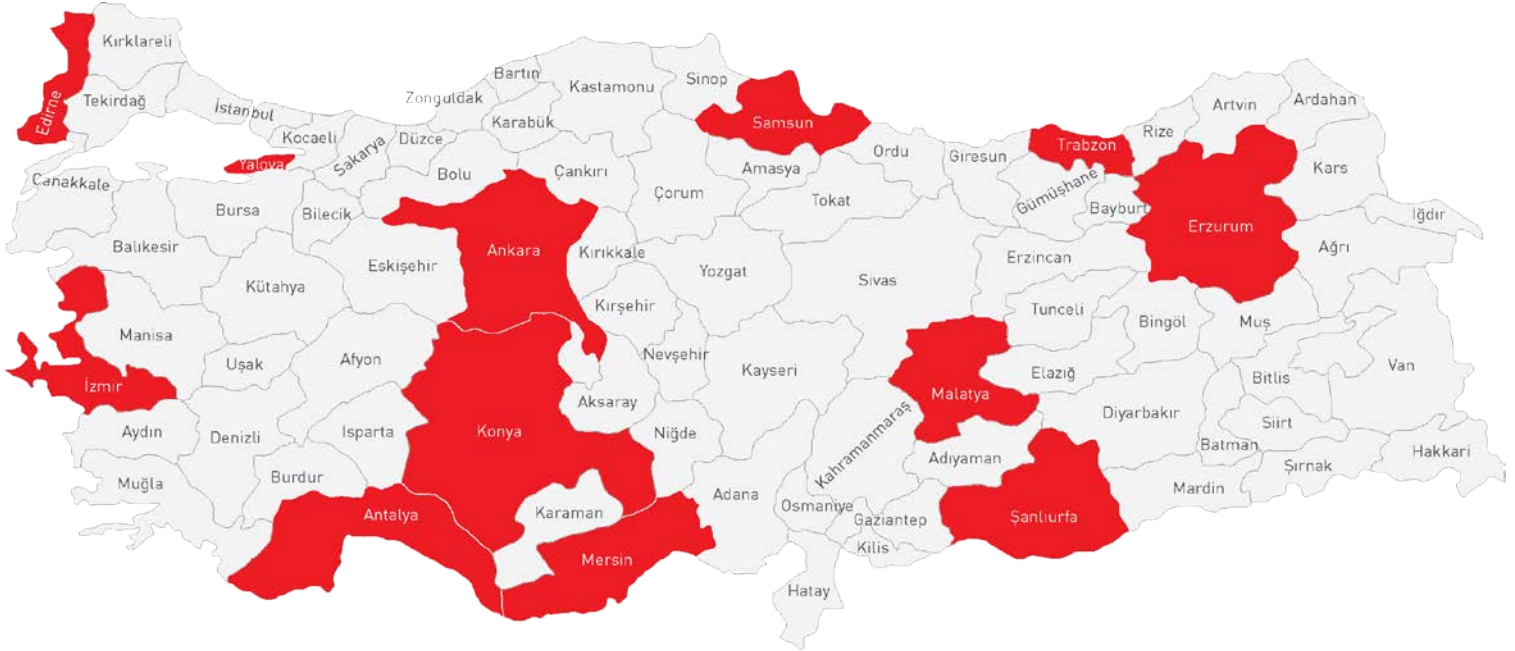 Kırklareli
Edirne
Tekirdağ
İstanbul
Kocaeli
Yalova
Sakarya
Düzce
Zonguldak
Bartın
Karabük
Kastamonu
Sinop
Samsun
Ordu
Giresun
Trabzon
Rize
Artvin
Ardahan
Kars
Iğdır
Ağrı
Erzurum
Bayburt
Gümüşhane
Amasya
Tokat
Çorum
Çankırı
Bolu
Bilecik
Bursa
Çanakkale
Balıkesir
Kütahya
Eskişehir
Ankara
Kırıkkale
Yozgat
Sivas
Erzincan
Tunceli
Bingöl
Muş
Kırşehir
Nevşehir
Kayseri
Malatya
Elazığ
Bitlis
Van
Manisa
Uşak
Afyon
İzmir
Aksaray
Konya
Niğde
Kahramanmaraş
Diyarbakır
Siirt
Batman
Hakkari
Şırnak
Mardin
Adıyaman
Aydın
Denizli
Isparta
Burdur
Muğla
Antalya
Karaman
Mersin
Adana
Osmaniye
Gaziantep
Kilis
Şanlıurfa
Hatay